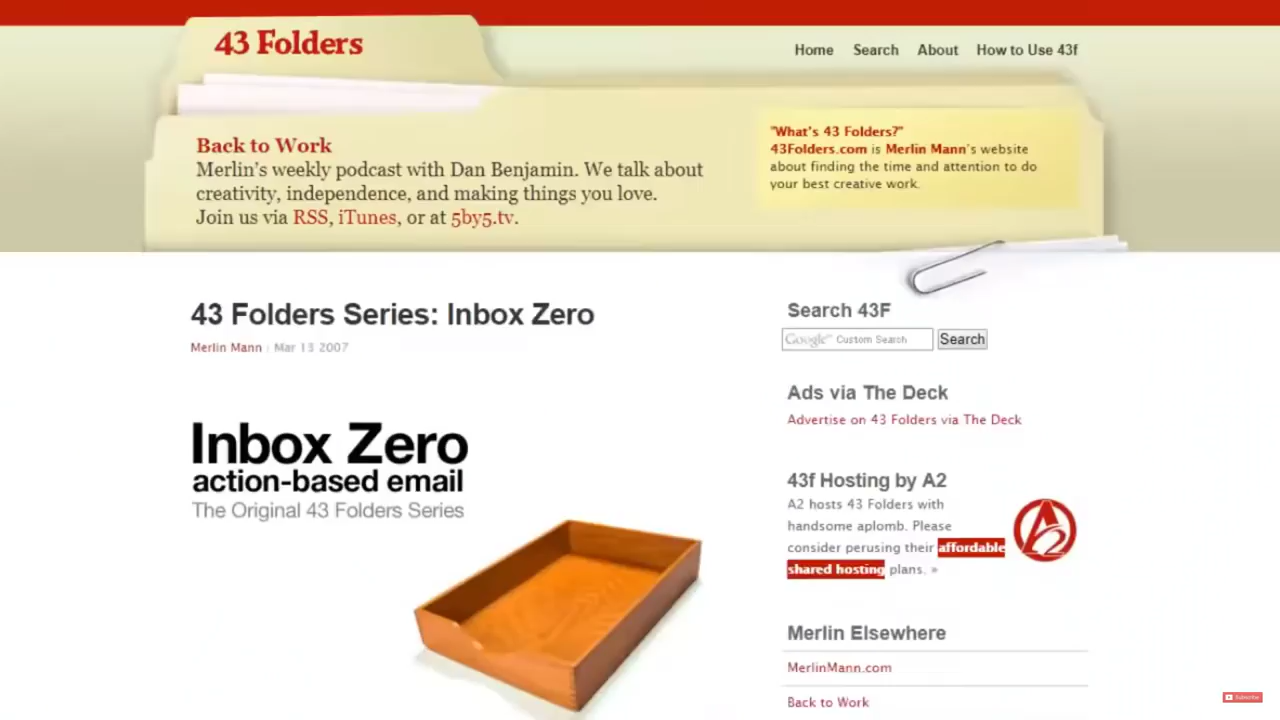 43 Folders
Home Search About How to Use 43f
Back to Work
Merlin's weekly podcast with Dan Benjamin. We talk about
creativity, independence, and making things you love.
Join us via RSS, iTunes, or at 5by5.tv.
"What's 43 Folders?"
43Folders.com is Merlin Mann's website
about finding the time and attention to do
your best creative work.
43 Folders Series: Inbox Zero
Merlin Mann | Mar 13 2007
Inbox Zero
action-based email
The Original 43 Folders Series
Search 43F
Google™ Custom Search Search
Ads via The Deck
Advertise on 43 Folders via The Deck
43f Hosting by A2
A2 hosts 43 Folders with
handsome aplomb. Please
consider perusing their affordable
shared hosting plans. »
A2
Merlin Elsewhere
MerlinMann.com
Back to Work
Subscribe